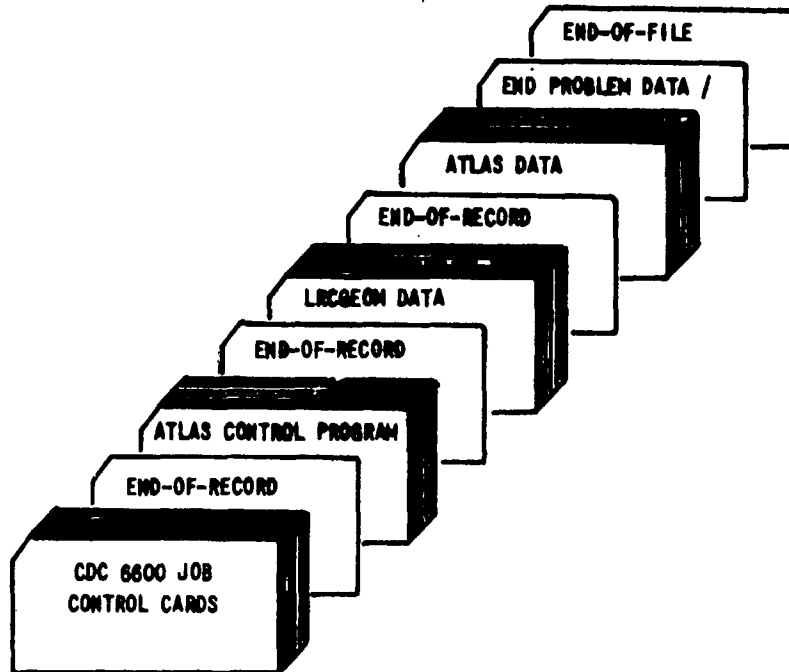 END-OF-FILE
END PROBLEM DATA /
ATLAS DATA
END-OF-RECORD
LRCGEOM DATA
END-OF-RECORD
ATLAS CONTROL PROGRAM
END-OF-RECORD
CDC 6600 JOB
CONTROL CARDS